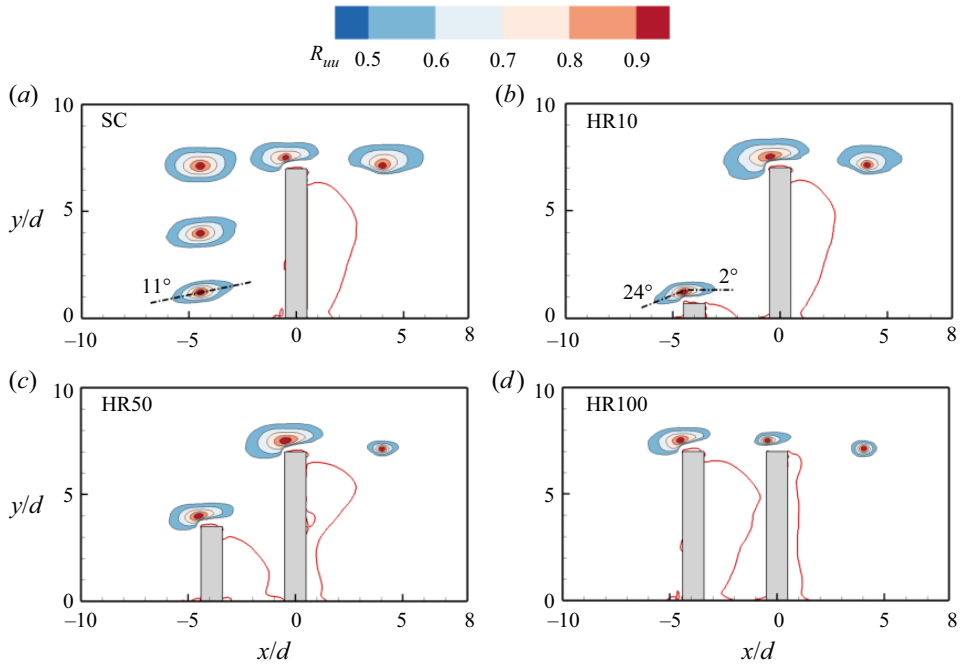 R_uu 0.5 0.6 0.7 0.8 0.9
(a) (b)
10 SC 10 HR10
y/d 5 5
11° 24° 2°
0 0
−10 −5 0 5 8 −10 −5 0 5 8
(c) (d)
10 HR50 10 HR100
y/d 5 5
0 0
−10 −5 0 5 8 −10 −5 0 5 8
x/d x/d